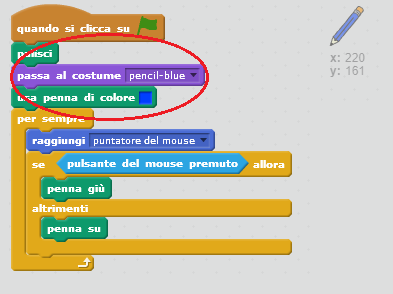 quando si clicca su
pulisci
passa al costume pencil-blue
usa penna di colore
per sempre
raggiungi puntatore del mouse
se pulsante del mouse premuto allora
penna giù
altrimenti
penna su
x: 220
y: 161